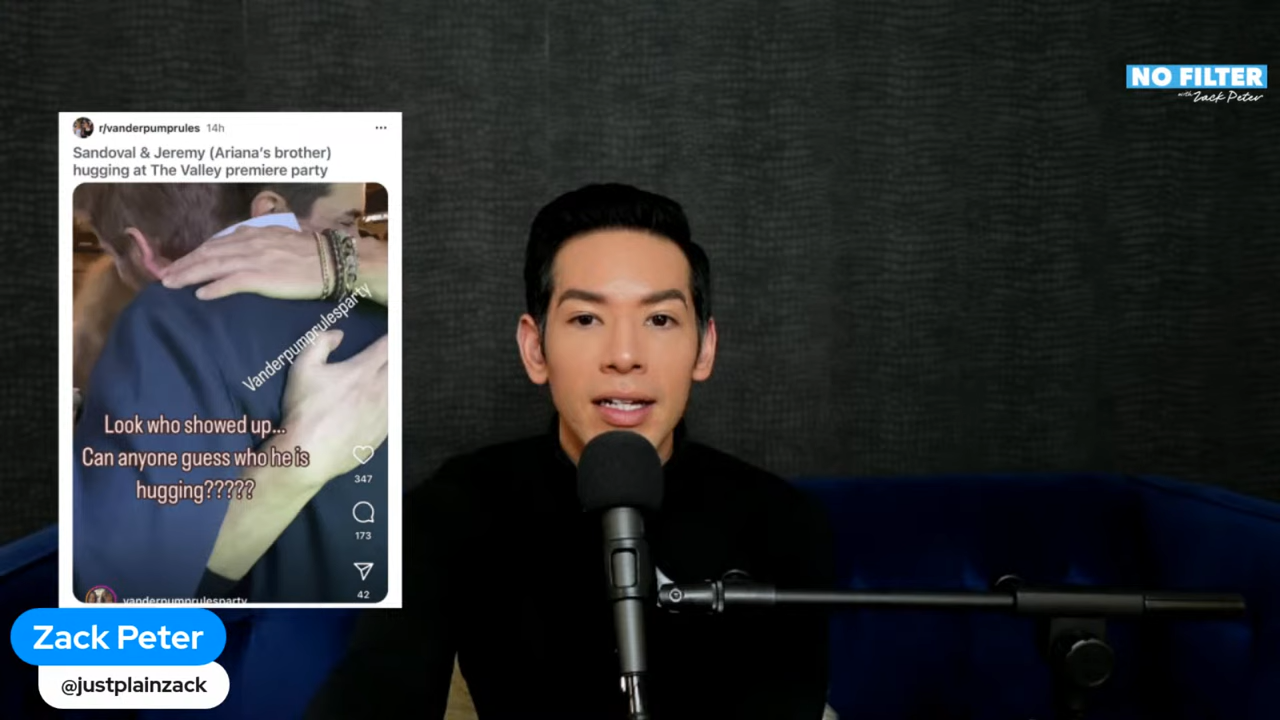 NO FILTER
with Zack Peter
r/vanderpumprules 14h
Sandoval & Jeremy (Ariana's brother)
hugging at The Valley premiere party
Vanderpumprulesparty
Look who showed up...
Can anyone guess who he is
hugging?????
347
173
42
vanderpumprulesparty
Zack Peter
@justplainzack